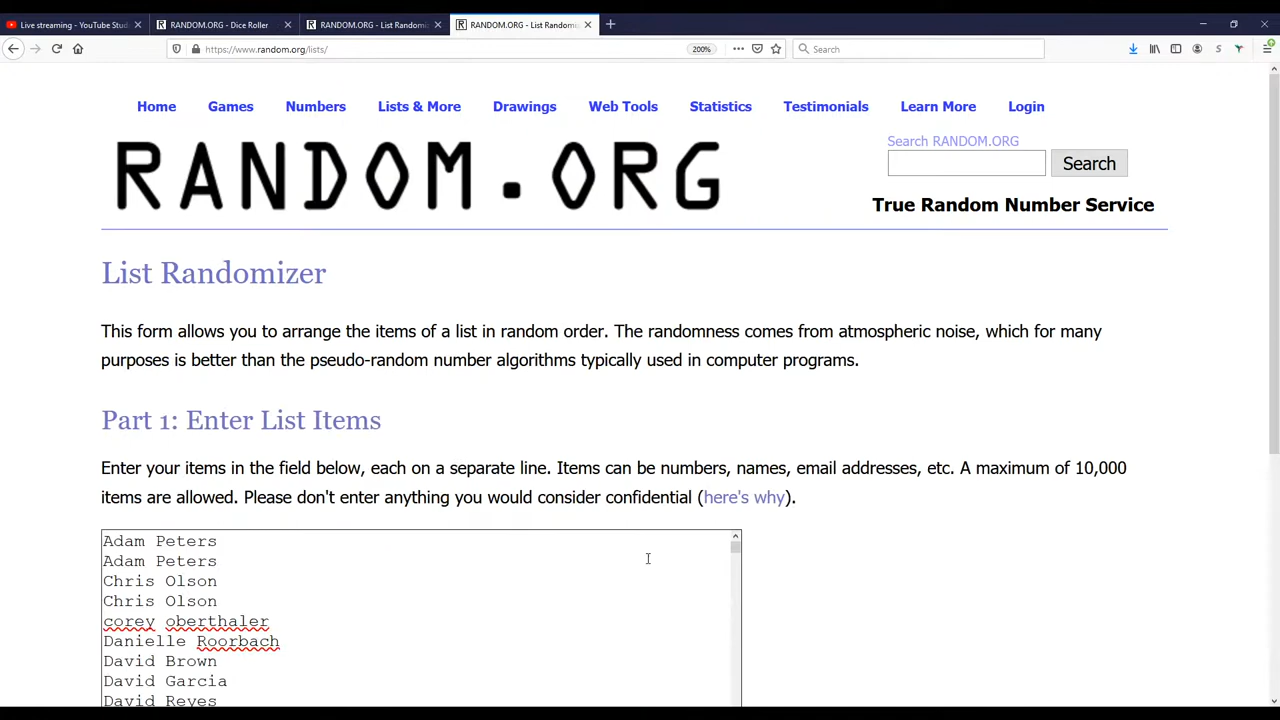 Live streaming - YouTube Stud
RANDOM.ORG - Dice Roller
RANDOM.ORG - List Randomiz
RANDOM.ORG - List Randomiz
https://www.random.org/lists/
200%
Search
Home Games Numbers Lists & More Drawings Web Tools Statistics Testimonials Learn More Login
RANDOM.ORG
Search RANDOM.ORG
Search
True Random Number Service
List Randomizer
This form allows you to arrange the items of a list in random order. The randomness comes from atmospheric noise, which for many
purposes is better than the pseudo-random number algorithms typically used in computer programs.
Part 1: Enter List Items
Enter your items in the field below, each on a separate line. Items can be numbers, names, email addresses, etc. A maximum of 10,000
items are allowed. Please don't enter anything you would consider confidential (here's why).
Adam Peters
Adam Peters
Chris Olson
Chris Olson
corey oberthaler
Danielle Roorbach
David Brown
David Garcia
David Reyes